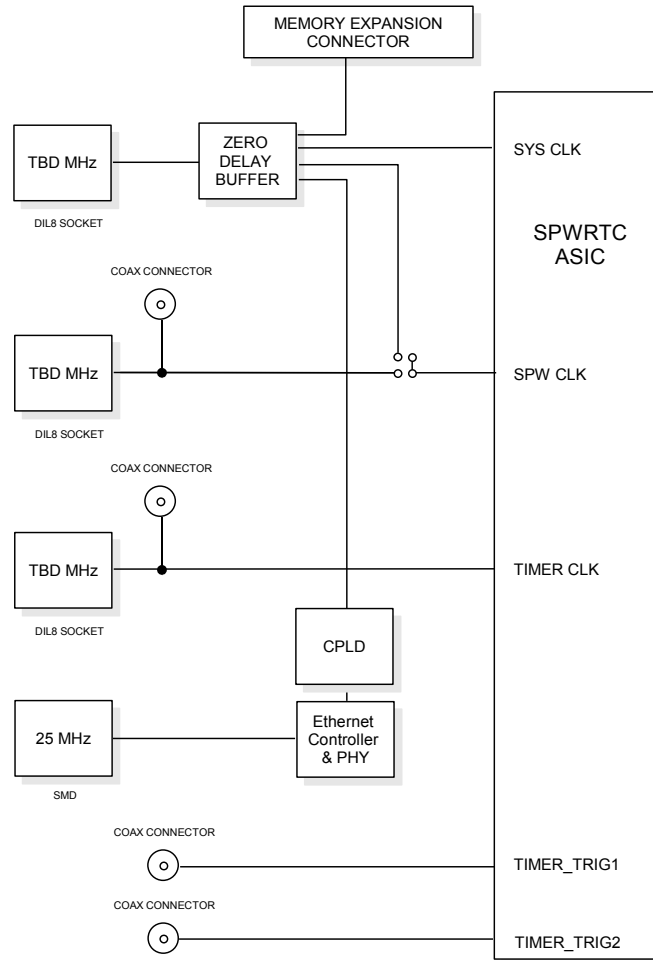 MEMORY EXPANSION
CONNECTOR
TBD MHz
DIL8 SOCKET
ZERO
DELAY
BUFFER
SYS CLK
SPWRTC
ASIC
COAX CONNECTOR
TBD MHz
DIL8 SOCKET
SPW CLK
COAX CONNECTOR
TBD MHz
DIL8 SOCKET
TIMER CLK
CPLD
25 MHz
SMD
Ethernet
Controller
& PHY
COAX CONNECTOR
TIMER_TRIG1
COAX CONNECTOR
TIMER_TRIG2